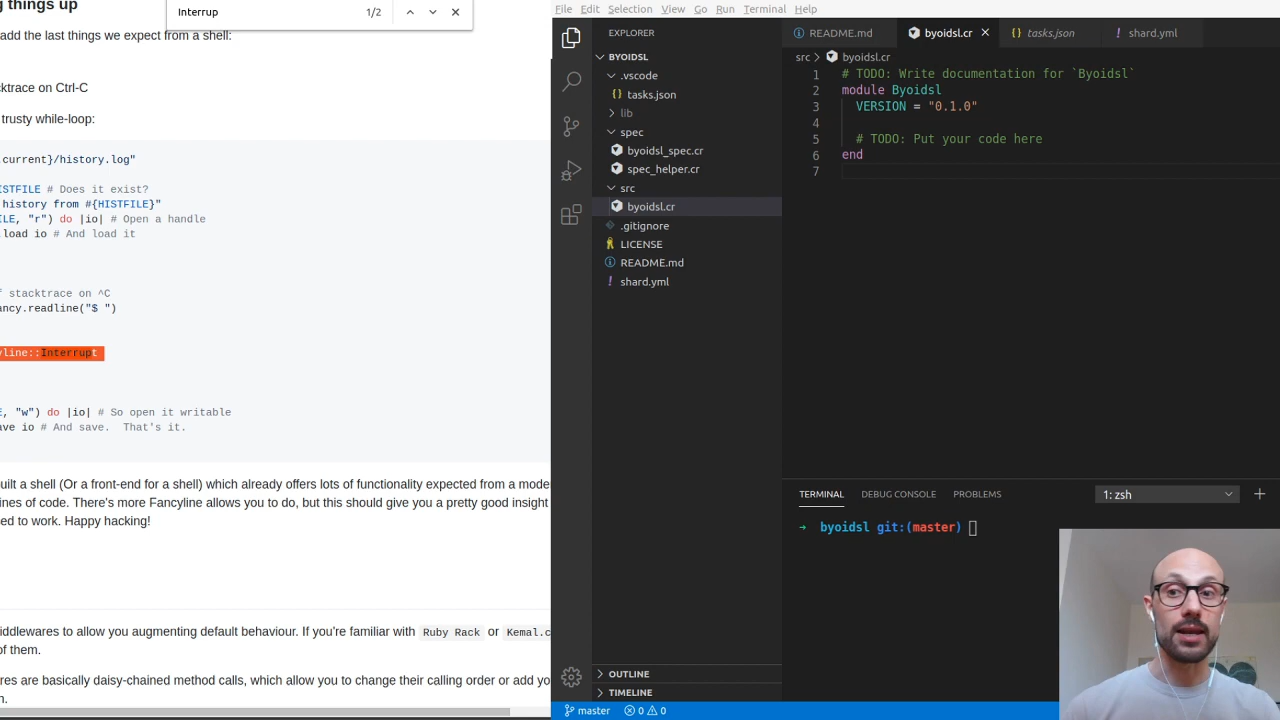 g things up
Interrup
1/2
add the last things we expect from a shell:
cktrace on Ctrl-C
trusty while-loop:
.current}/history.log"
ISTFILE # Does it exist?
history from #{HISTFILE}"
ILE, "r") do |io| # Open a handle
.load io # And load it
f stacktrace on ^C
ancy.readline("$ ")
yline::Interrupt
E, "w") do |io| # So open it writable
ave io # And save.  That's it.
built a shell (Or a front-end for a shell) which already offers lots of functionality expected from a mode
ines of code. There's more Fancyline allows you to do, but this should give you a pretty good insight
ed to work. Happy hacking!
iddlewares to allow you augmenting default behaviour. If you're familiar with Ruby Rack or Kemal.c
of them.
res are basically daisy-chained method calls, which allow you to change their calling order or add yo
n.
File Edit Selection View Go Run Terminal Help
EXPLORER
BYOIDSL
.vscode
tasks.json
lib
spec
byoidsl_spec.cr
spec_helper.cr
src
byoidsl.cr
.gitignore
LICENSE
README.md
shard.yml
OUTLINE
TIMELINE
README.md byoidsl.cr tasks.json shard.yml
src > byoidsl.cr
1 # TODO: Write documentation for `Byoidsl`
2 module Byoidsl
3 VERSION = "0.1.0"
4
5 # TODO: Put your code here
6 end
7
TERMINAL DEBUG CONSOLE PROBLEMS 1: zsh
→ byoidsl git:(master)
master 0 0